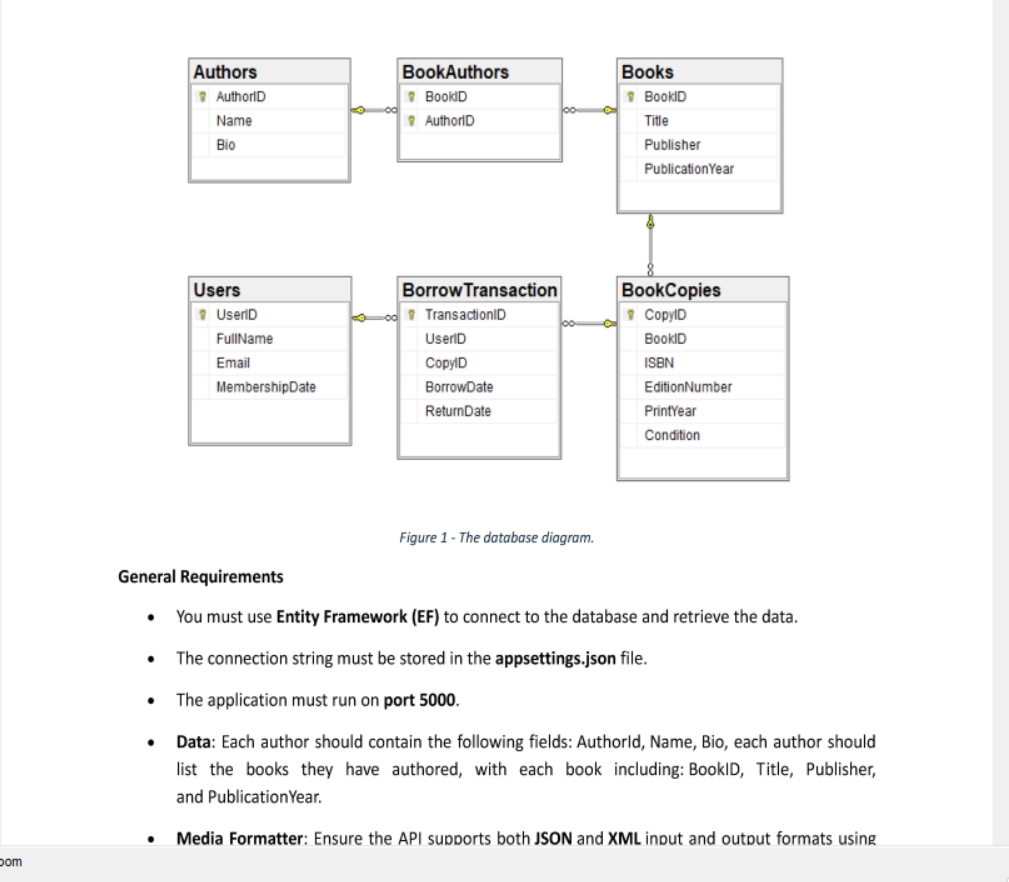 Authors
AuthorID
Name
Bio
BookAuthors
BookID
AuthorID
Books
BookID
Title
Publisher
PublicationYear
Users
UserID
FullName
Email
MembershipDate
BorrowTransaction
TransactionID
UserID
CopyID
BorrowDate
ReturnDate
BookCopies
CopyID
BookID
ISBN
EditionNumber
PrintYear
Condition
Figure 1 - The database diagram.
General Requirements
• You must use Entity Framework (EF) to connect to the database and retrieve the data.
• The connection string must be stored in the appsettings.json file.
• The application must run on port 5000.
• Data: Each author should contain the following fields: AuthorId, Name, Bio, each author should
list the books they have authored, with each book including: BookID, Title, Publisher,
and PublicationYear.
• Media Formatter: Ensure the API supports both JSON and XML input and output formats using
oom